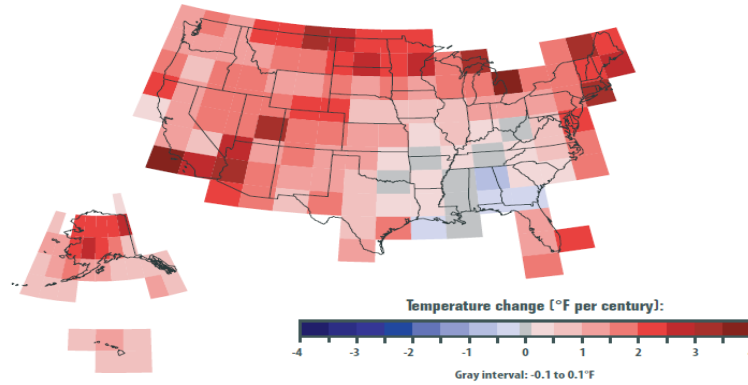 Temperature change (°F per century):
-4 -3 -2 -1 0 1 2 3
Gray interval: -0.1 to 0.1°F